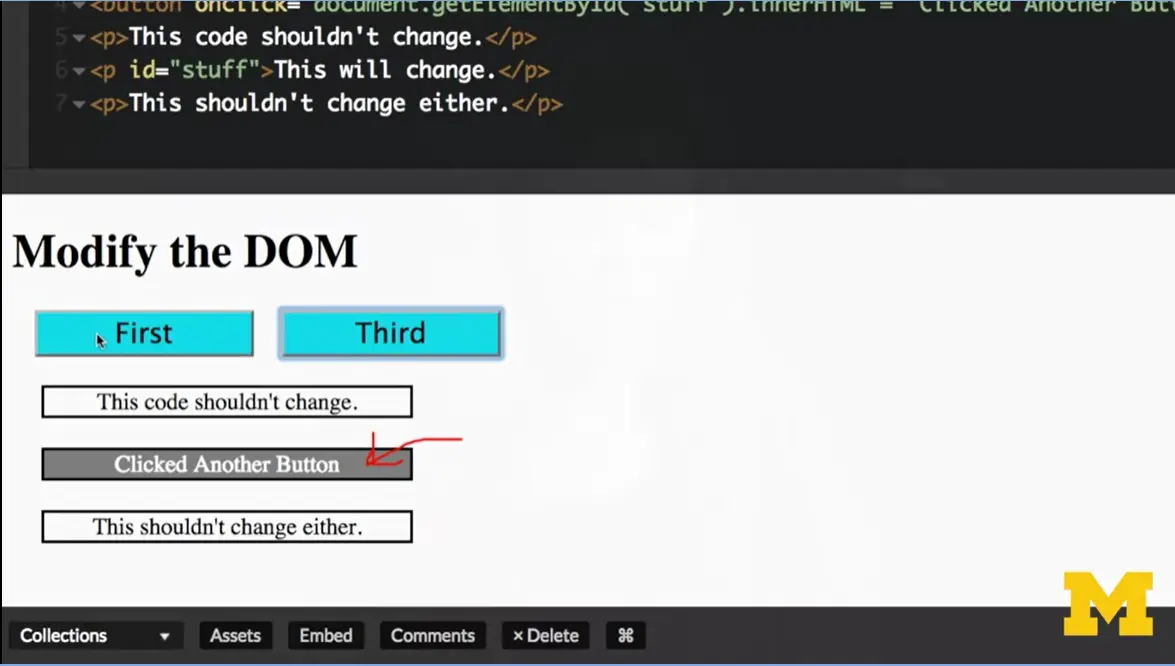 4 <button onclick="document.getElementById("stuff").innerHTML = "Clicked Another But
5 <p>This code shouldn't change.</p>
6 <p id="stuff">This will change.</p>
7 <p>This shouldn't change either.</p>
Modify the DOM
First Third
This code shouldn't change.
Clicked Another Button
This shouldn't change either.
M
Collections Assets Embed Comments × Delete ⌘